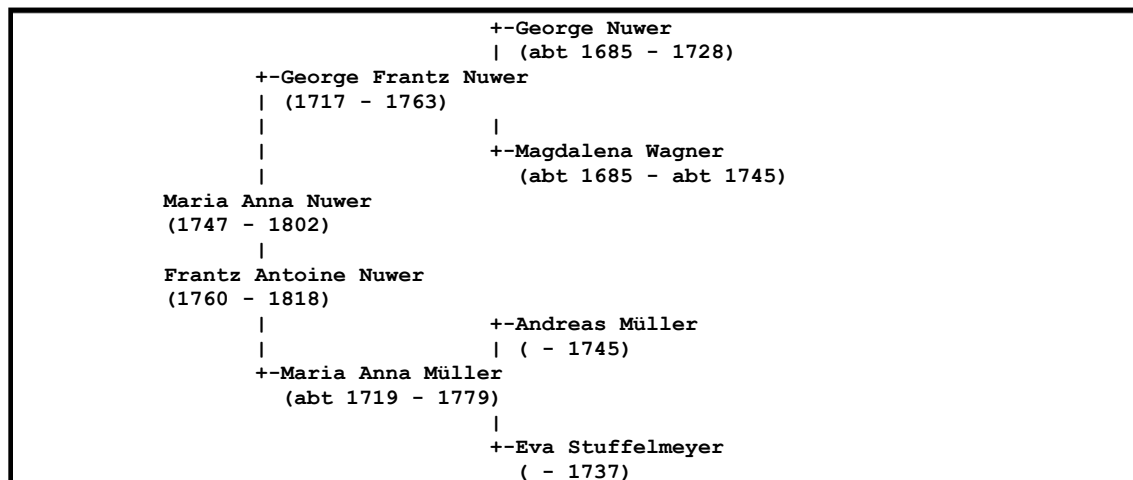 +-George Nuwer
| (abt 1685 - 1728)
+-George Frantz Nuwer
| (1717 - 1763)
| |
| +-Magdalena Wagner
| (abt 1685 - abt 1745)
Maria Anna Nuwer
(1747 - 1802)
|
Frantz Antoine Nuwer
(1760 - 1818)
| +-Andreas Müller
| | ( - 1745)
+-Maria Anna Müller
(abt 1719 - 1779)
|
+-Eva Stuffelmeyer
( - 1737)